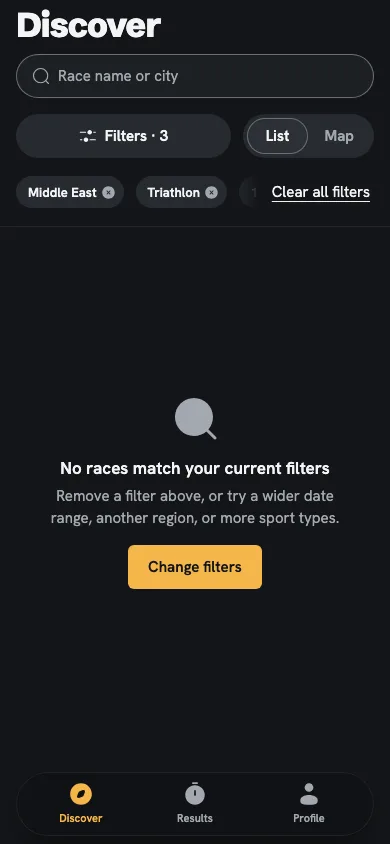 Discover
Race name or city
Filters · 3
List
Map
Middle East
Triathlon
Clear all filters
No races match your current filters
Remove a filter above, or try a wider date
range, another region, or more sport types.
Change filters
Discover
Results
Profile